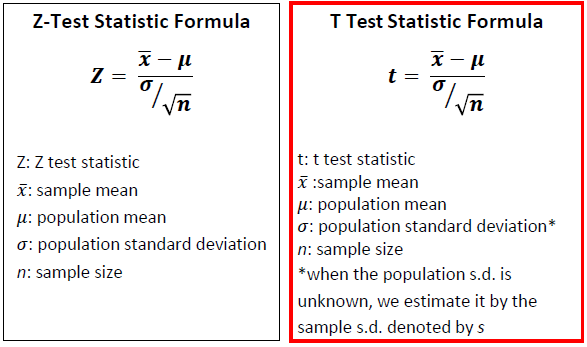 Z-Test Statistic Formula
Z = (x̄ − μ) / (σ/√n)
Z: Z test statistic
x̄: sample mean
μ: population mean
σ: population standard deviation
n: sample size
T Test Statistic Formula
t = (x̄ − μ) / (σ/√n)
t: t test statistic
x̄ :sample mean
μ: population mean
σ: population standard deviation*
n: sample size
*when the population s.d. is
unknown, we estimate it by the
sample s.d. denoted by s